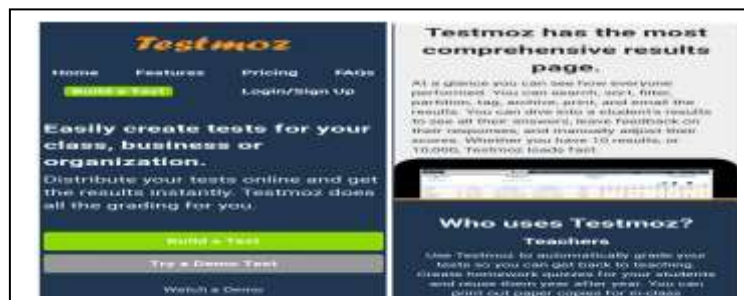 Testmoz
Home Features Pricing FAQs
Build a Test Login/Sign Up
Easily create tests for your
class, business or
organization.
Distribute your tests online and get
the results instantly. Testmoz does
all the grading for you.
Build a Test
Try a Demo Test
Watch a Demo
Testmoz has the most
comprehensive results
page.
At a glance you can see how everyone
performed. You can search, sort, filter,
partition, tag, archive, print, and email the
results. You can dive into a student's results
to see all their answers, leave feedback on
their responses, and manually adjust their
scores. Whether you have 10 results, or
10,000, Testmoz loads fast.
Who uses Testmoz?
Teachers
Use Testmoz to automatically grade your
tests so you can get back to teaching.
Create homework quizzes for your students
and reuse them year after year. You can
print out paper copies for in-class